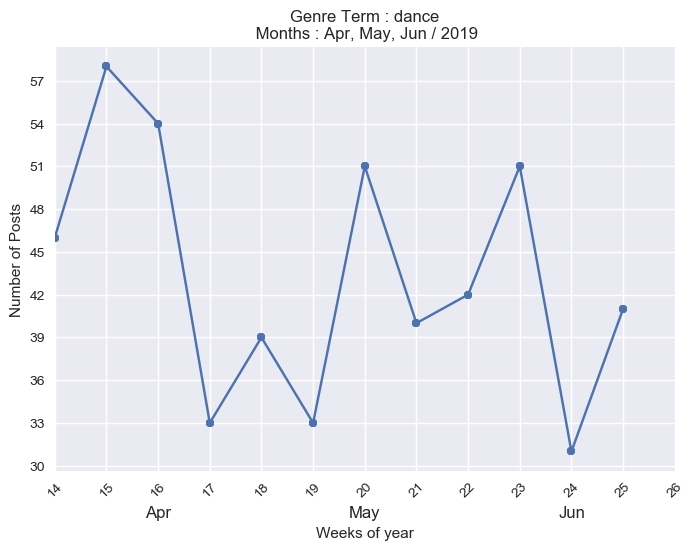 Genre Term : dance
Months : Apr, May, Jun / 2019
Number of Posts
57
54
51
48
45
42
39
36
33
30
14 15 16 17 18 19 20 21 22 23 24 25 26
Apr May Jun
Weeks of year